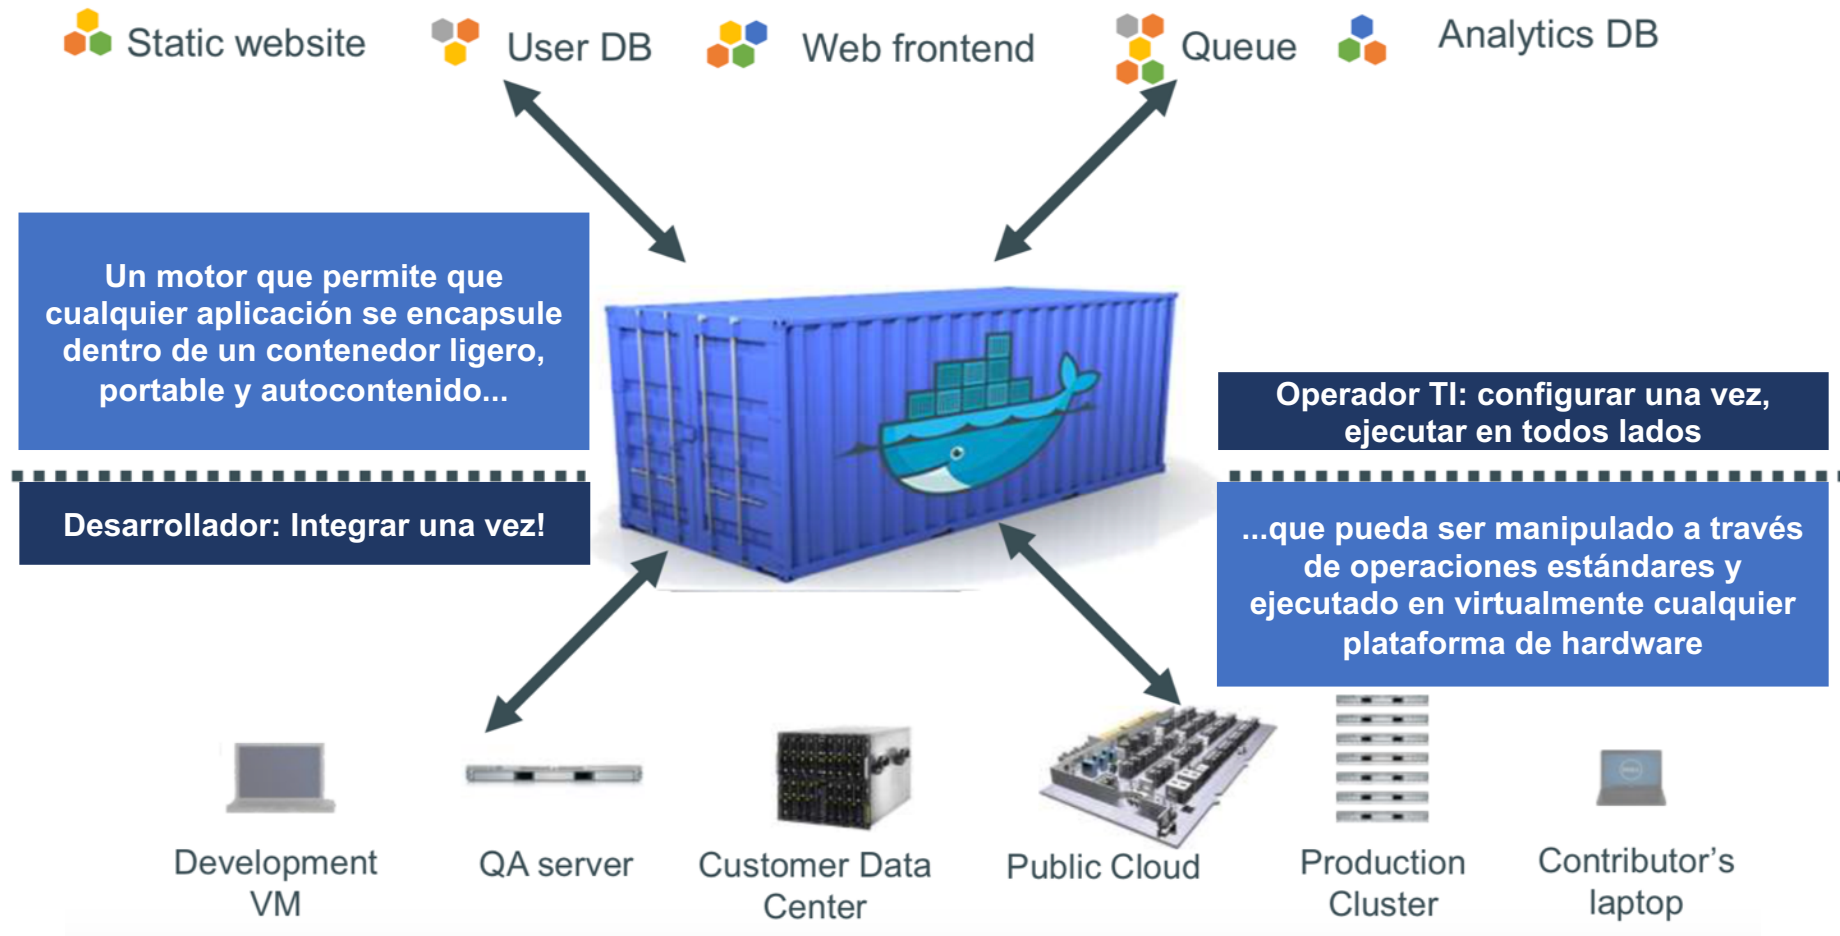 Static website
User DB
Web frontend
Queue
Analytics DB
Un motor que permite que
cualquier aplicación se encapsule
dentro de un contenedor ligero,
portable y autocontenido...
Operador TI: configurar una vez,
ejecutar en todos lados
Desarrollador: Integrar una vez!
...que pueda ser manipulado a través
de operaciones estándares y
ejecutado en virtualmente cualquier
plataforma de hardware
Development
VM
QA server
Customer Data
Center
Public Cloud
Production
Cluster
Contributor's
laptop